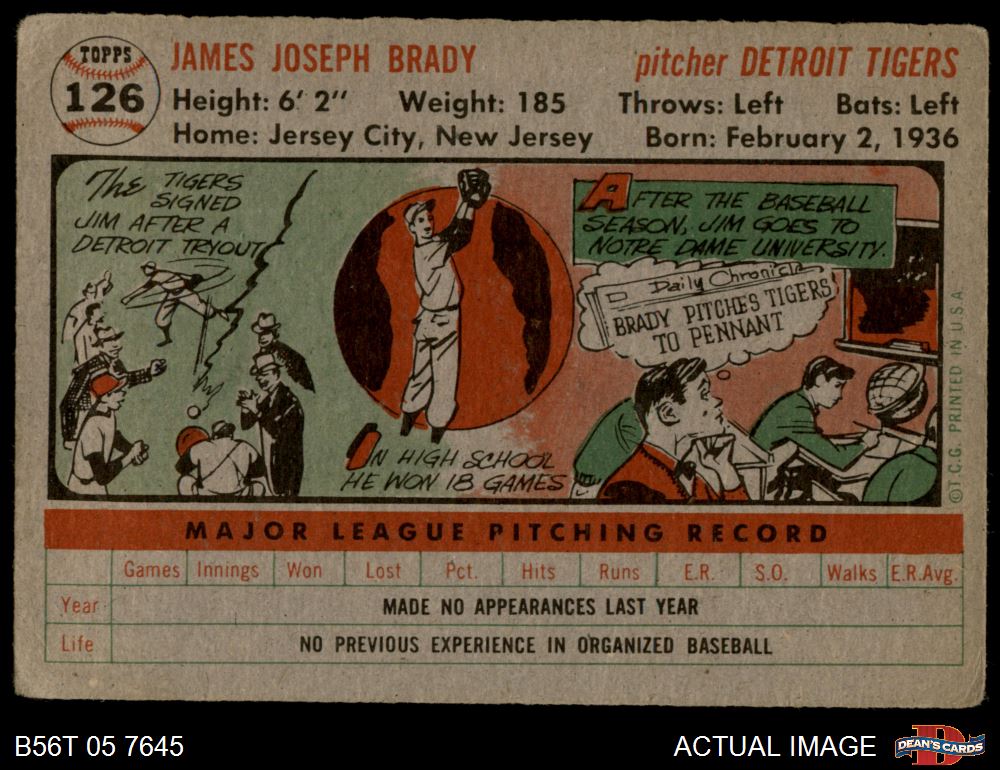 TOPPS
126
JAMES JOSEPH BRADY
pitcher DETROIT TIGERS
Height: 6' 2" Weight: 185 Throws: Left Bats: Left
Home: Jersey City, New Jersey Born: February 2, 1936
The TIGERS
SIGNED
JIM AFTER A
DETROIT TRYOUT
IN HIGH SCHOOL
HE WON 18 GAMES
AFTER THE BASEBALL
SEASON, JIM GOES TO
NOTRE DAME UNIVERSITY.
Daily Chronicle
BRADY PITCHES TIGERS
TO PENNANT
©T.C.G. PRINTED IN U.S.A.
MAJOR LEAGUE PITCHING RECORD
Games Innings Won Lost Pct. Hits Runs E.R. S.O. Walks E.R.Avg.
Year MADE NO APPEARANCES LAST YEAR
Life NO PREVIOUS EXPERIENCE IN ORGANIZED BASEBALL
B56T 05 7645
ACTUAL IMAGE
DEAN'S CARDS